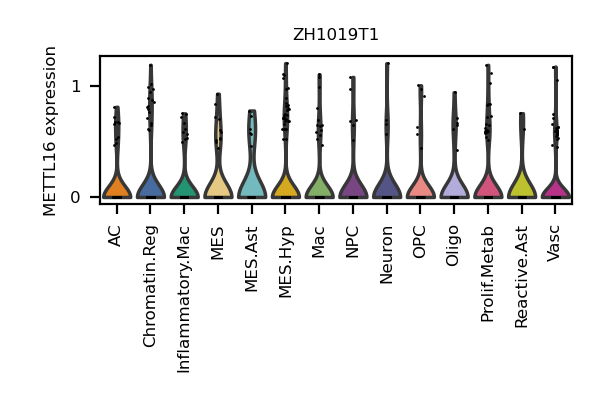 ZH1019T1
METTL16 expression
1
0
AC
Chromatin.Reg
Inflammatory.Mac
MES
MES.Ast
MES.Hyp
Mac
NPC
Neuron
OPC
Oligo
Prolif.Metab
Reactive.Ast
Vasc